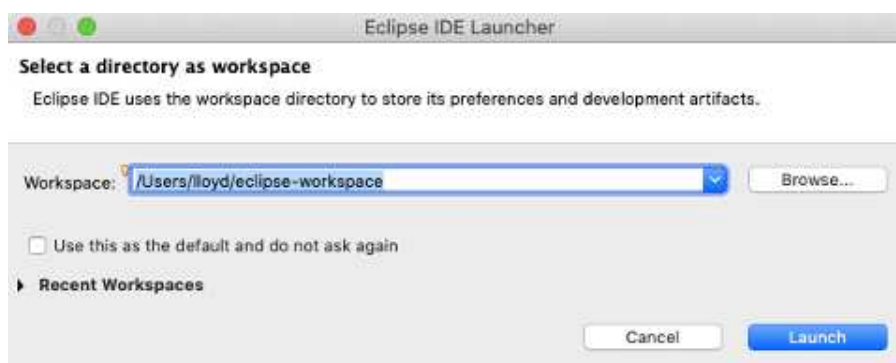 Eclipse IDE Launcher
Select a directory as workspace
Eclipse IDE uses the workspace directory to store its preferences and development artifacts.
Workspace: /Users/lloyd/eclipse-workspace Browse...
Use this as the default and do not ask again
Recent Workspaces
Cancel Launch